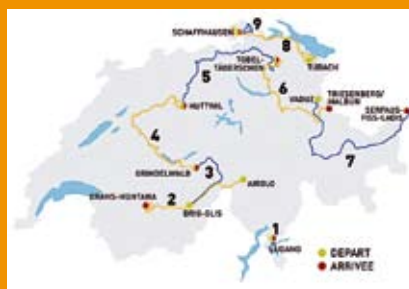 9
SCHAFFHAUSEN
8
TOBEL-
TÄGERSCHEN
5
6
VADUZ
TRIESENBERG/
MALBUN
HUTTWIL
SERFAUS-
FISS-LADIS
4
7
GRINDELWALD
3
AIROLO
CRANS-MONTANA
2
BRIG-GLIS
1
LUGANO
DEPART
ARRIVEE